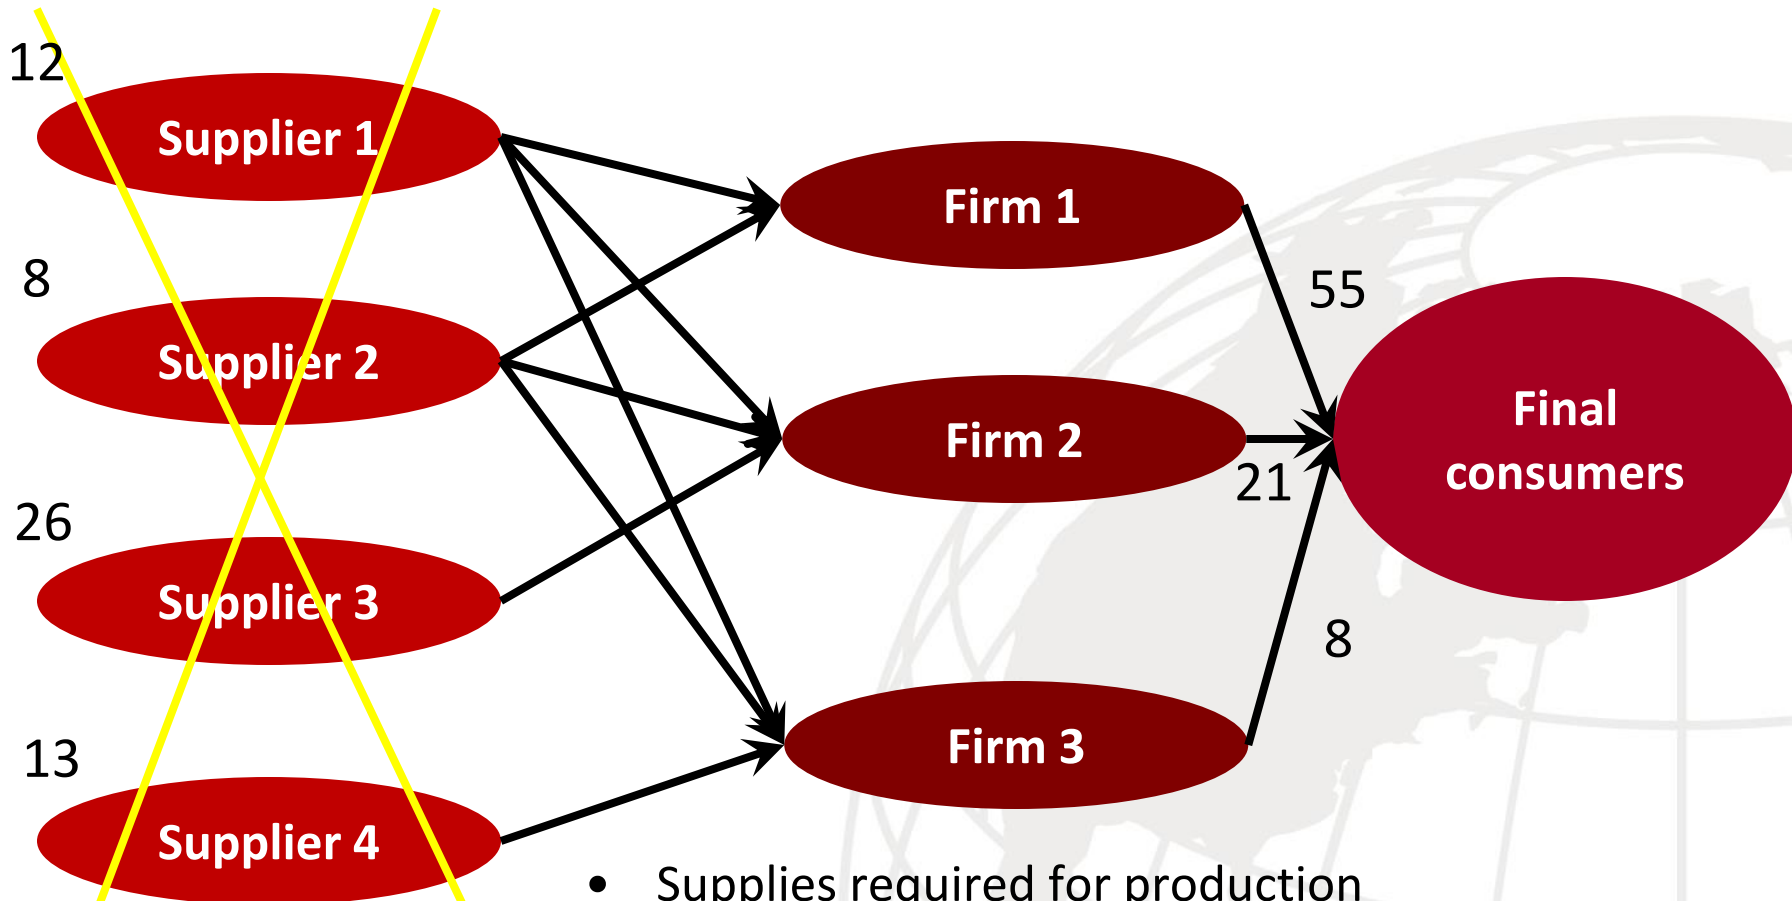 12
Supplier 1
Firm 1
8
55
Supplier 2
Final
consumers
Firm 2
21
26
Supplier 3
8
13
Firm 3
Supplier 4
• Supplies required for production